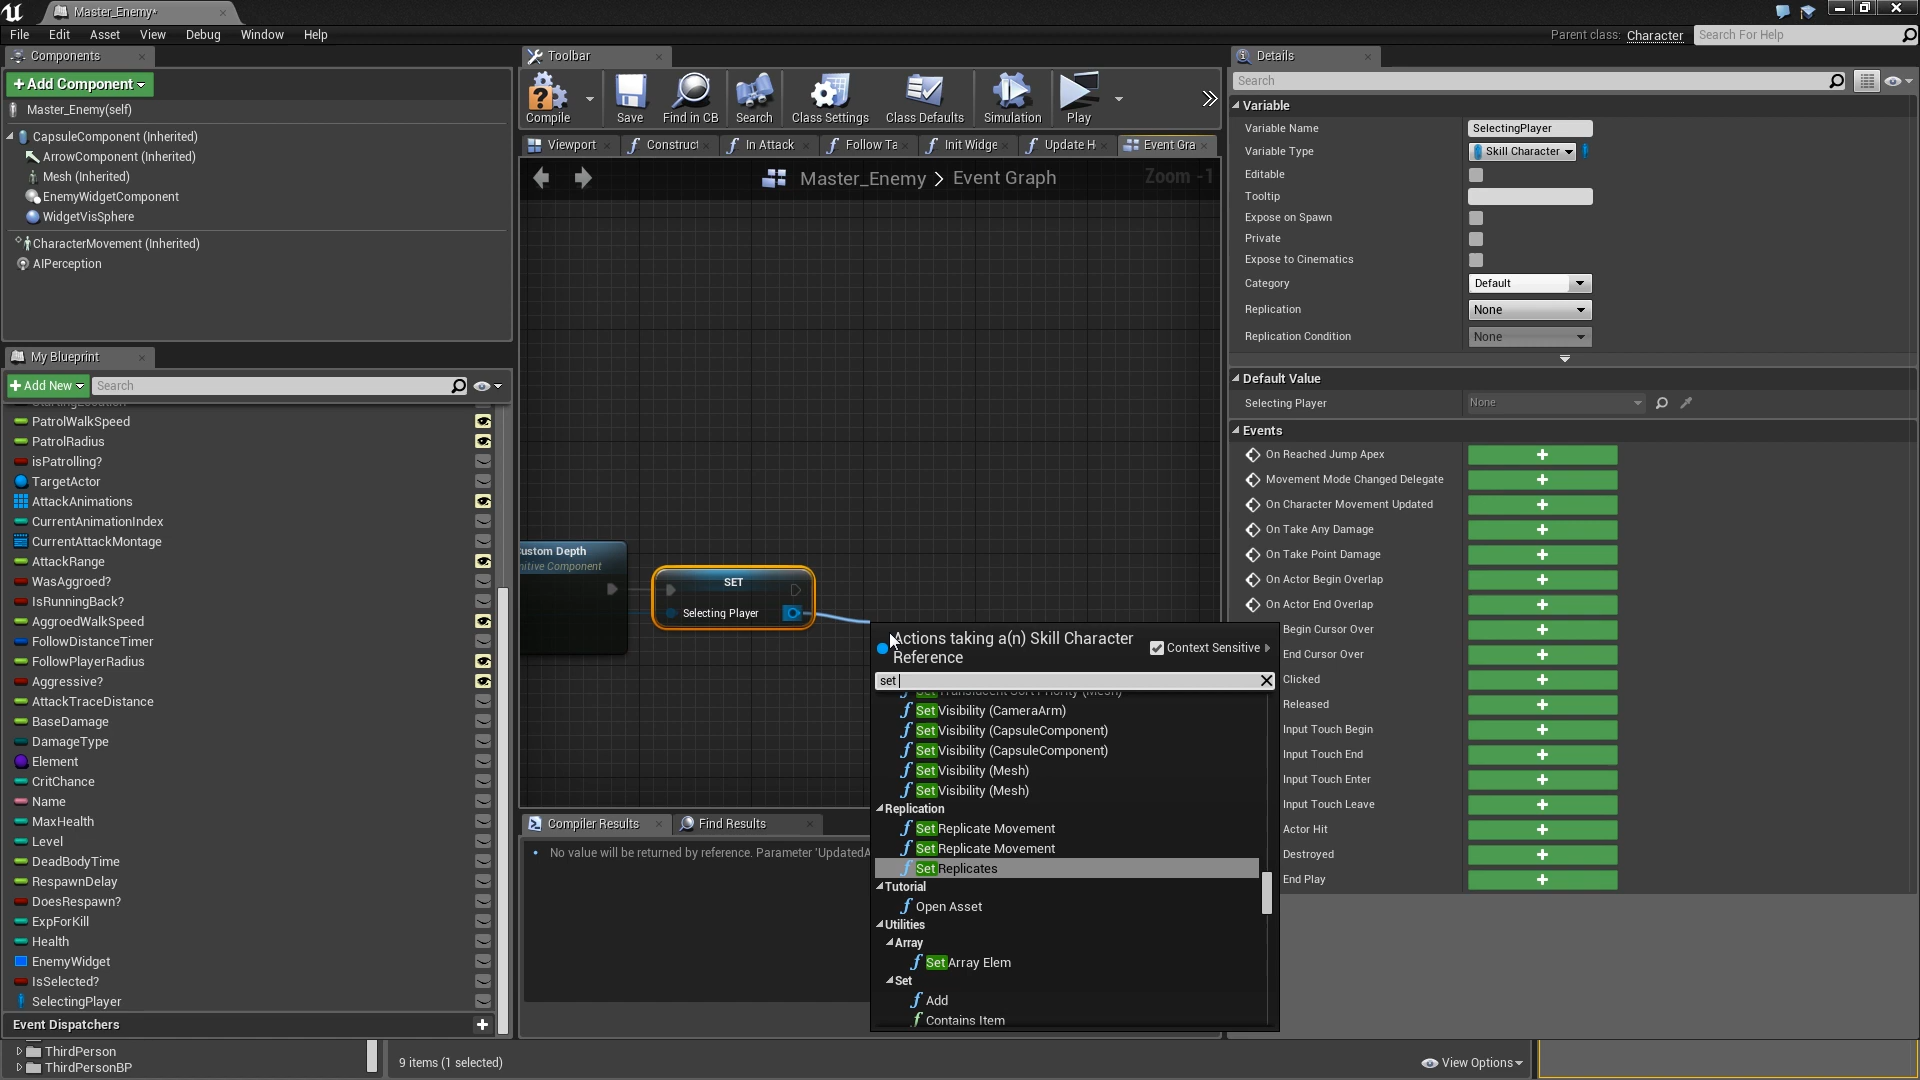 Master_Enemy*
File Edit Asset View Debug Window Help
Parent class: Character
Search For Help
Components
+Add Component
Master_Enemy(self)
CapsuleComponent (Inherited)
ArrowComponent (Inherited)
Mesh (Inherited)
EnemyWidgetComponent
WidgetVisSphere
CharacterMovement (Inherited)
AIPerception
My Blueprint
+Add New
Search
StartingLocation
PatrolWalkSpeed
PatrolRadius
isPatrolling?
TargetActor
AttackAnimations
CurrentAnimationIndex
CurrentAttackMontage
AttackRange
WasAggroed?
IsRunningBack?
AggroedWalkSpeed
FollowDistanceTimer
FollowPlayerRadius
Aggressive?
AttackTraceDistance
BaseDamage
DamageType
Element
CritChance
Name
MaxHealth
Level
DeadBodyTime
RespawnDelay
DoesRespawn?
ExpForKill
Health
EnemyWidget
IsSelected?
SelectingPlayer
Event Dispatchers
ThirdPerson
ThirdPersonBP
Toolbar
Compile Save Find in CB Search Class Settings Class Defaults Simulation Play
Viewport Construct In Attack Follow Ta Init Widge Update H Event Gra
Master_Enemy > Event Graph
Zoom -1
ustom Depth
nitive Component
SET
Selecting Player
Actions taking a(n) Skill Character
Reference
Context Sensitive
set
Set Translucent Sort Priority (Mesh)
Set Visibility (CameraArm)
Set Visibility (CapsuleComponent)
Set Visibility (CapsuleComponent)
Set Visibility (Mesh)
Set Visibility (Mesh)
Replication
Set Replicate Movement
Set Replicate Movement
Set Replicates
Tutorial
Open Asset
Utilities
Array
Set Array Elem
Set
Add
Contains Item
Compiler Results
Find Results
No value will be returned by reference. Parameter 'UpdatedA
9 items (1 selected)
View Options
Details
Search
Variable
Variable Name SelectingPlayer
Variable Type Skill Character
Editable
Tooltip
Expose on Spawn
Private
Expose to Cinematics
Category Default
Replication None
Replication Condition None
Default Value
Selecting Player None
Events
On Reached Jump Apex
Movement Mode Changed Delegate
On Character Movement Updated
On Take Any Damage
On Take Point Damage
On Actor Begin Overlap
On Actor End Overlap
Begin Cursor Over
End Cursor Over
Clicked
Released
Input Touch Begin
Input Touch End
Input Touch Enter
Input Touch Leave
Actor Hit
Destroyed
End Play